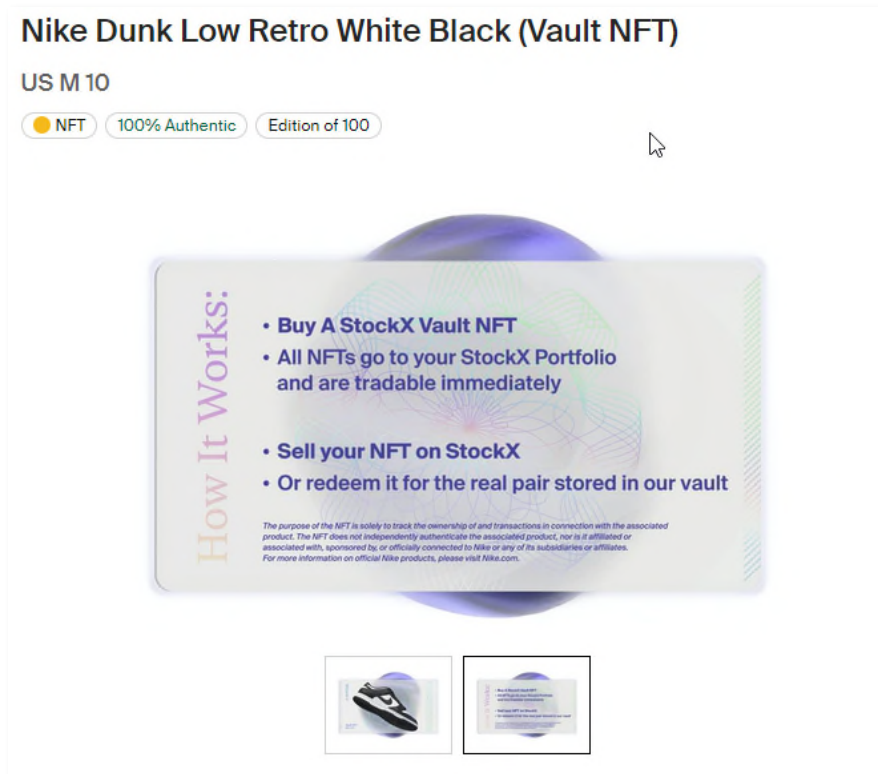 Nike Dunk Low Retro White Black (Vault NFT)
US M 10
NFT
100% Authentic
Edition of 100
How It Works:
• Buy A StockX Vault NFT
• All NFTs go to your StockX Portfolio
and are tradable immediately
• Sell your NFT on StockX
• Or redeem it for the real pair stored in our vault
The purpose of the NFT is solely to track the ownership of and transactions in connection with the associated
product. The NFT does not independently authenticate the associated product, nor is it affiliated or
associated with, sponsored by, or officially connected to Nike or any of its subsidiaries or affiliates.
For more information on official Nike products, please visit Nike.com.